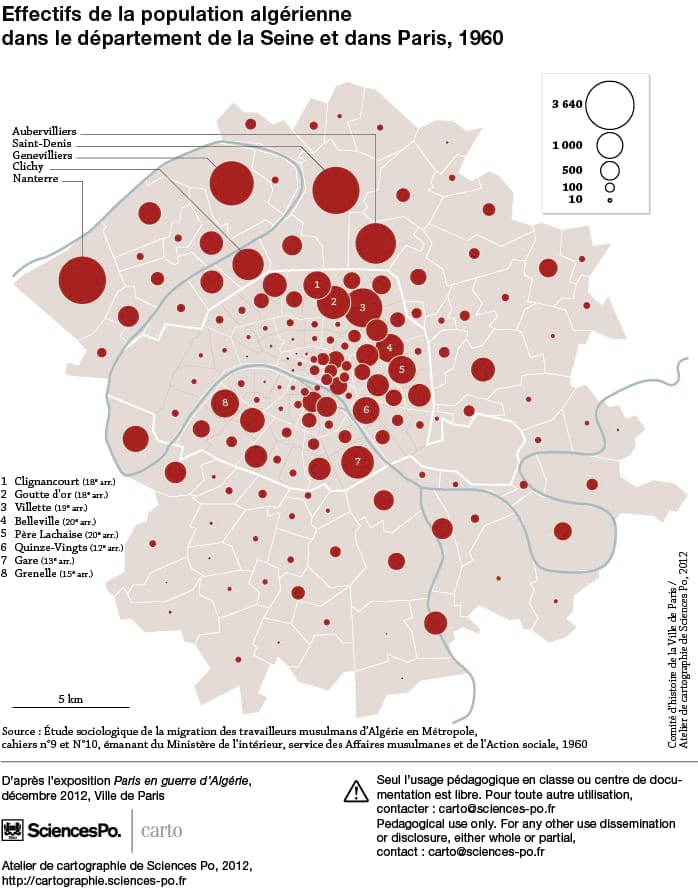 Effectifs de la population algérienne
dans le département de la Seine et dans Paris, 1960
3 640
1 000
500
100
10
Aubervilliers
Saint-Denis
Genevilliers
Clichy
Nanterre
1
2
3
4
5
6
7
8
1 Clignancourt (18e arr.)
2 Goutte d'or (18e arr.)
3 Villette (19e arr.)
4 Belleville (20e arr.)
5 Père Lachaise (20e arr.)
6 Quinze-Vingts (12e arr.)
7 Gare (13e arr.)
8 Grenelle (15e arr.)
5 km
Comité d'histoire de la Ville de Paris /
Atelier de cartographie de Sciences Po, 2012
Source : Étude sociologique de la migration des travailleurs musulmans d'Algérie en Métropole,
cahiers n°9 et N°10, émanant du Ministère de l'intérieur, service des Affaires musulmanes et de l'Action sociale, 1960
D'après l'exposition Paris en guerre d'Algérie,
décembre 2012, Ville de Paris
SciencesPo.
carto
Atelier de cartographie de Sciences Po, 2012,
http://cartographie.sciences-po.fr
Seul l'usage pédagogique en classe ou centre de docu-
mentation est libre. Pour toute autre utilisation,
contacter : carto@sciences-po.fr
Pedagogical use only. For any other use dissemination
or disclosure, either whole or partial,
contact : carto@sciences-po.fr